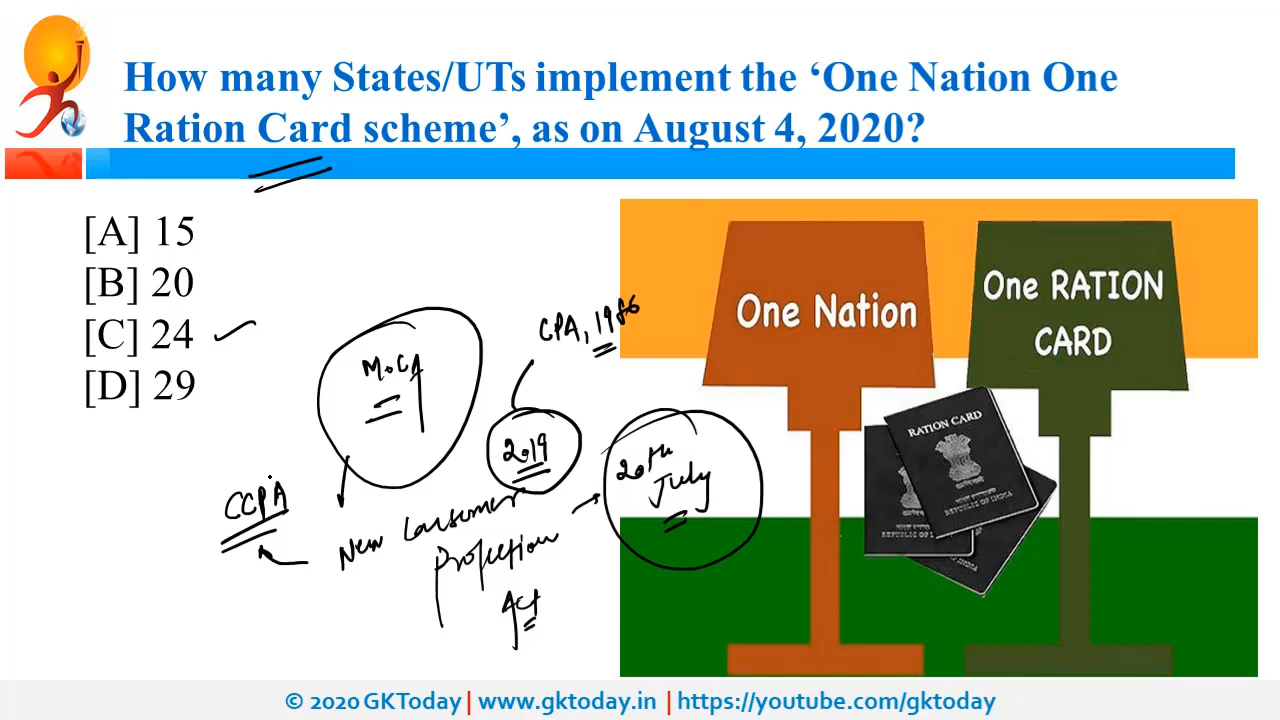 How many States/UTs implement the ‘One Nation One
Ration Card scheme’, as on August 4, 2020?
[A] 15
[B] 20
[C] 24
[D] 29
CPA, 1986
M.CA
2019
20th
July
CCPA
New Consumer
Protection
Act
One Nation
One RATION
CARD
RATION CARD
REPUBLIC OF INDIA
© 2020 GKToday | www.gktoday.in | https://youtube.com/gktoday